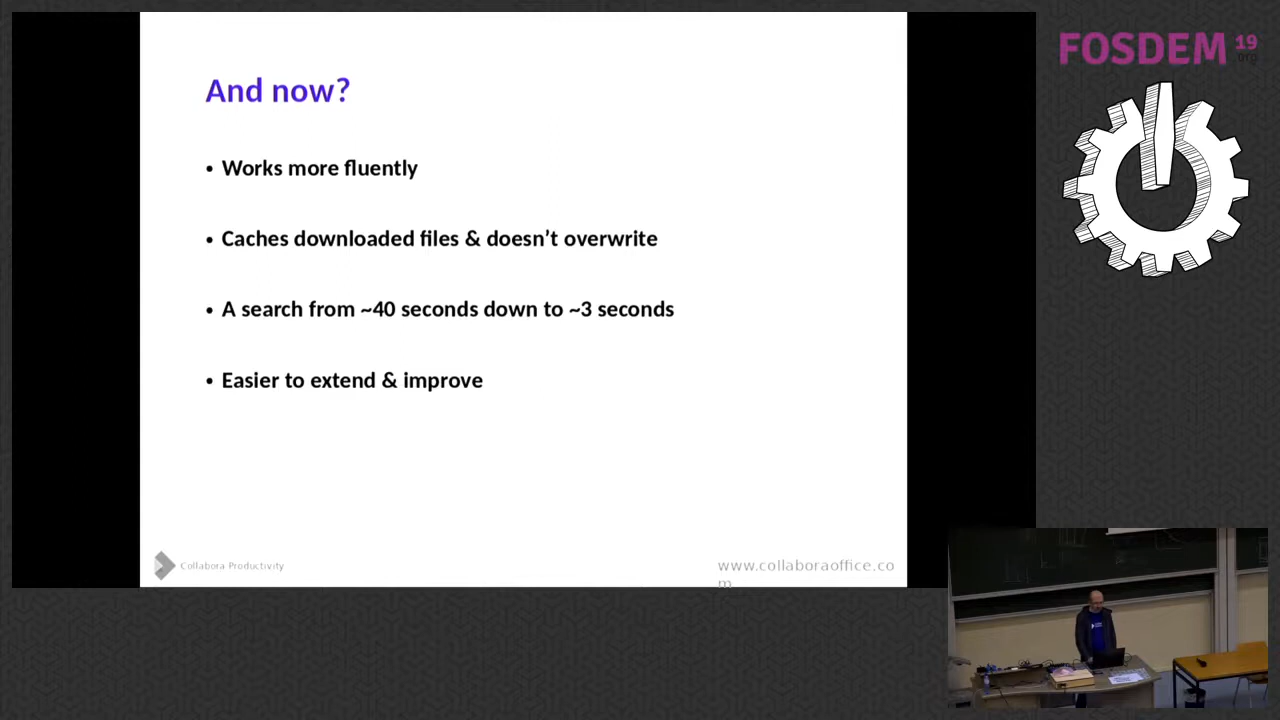 And now?
• Works more fluently
• Caches downloaded files & doesn’t overwrite
• A search from ~40 seconds down to ~3 seconds
• Easier to extend & improve
Collabora Productivity
www.collaboraoffice.co
m
FOSDEM 19
.org